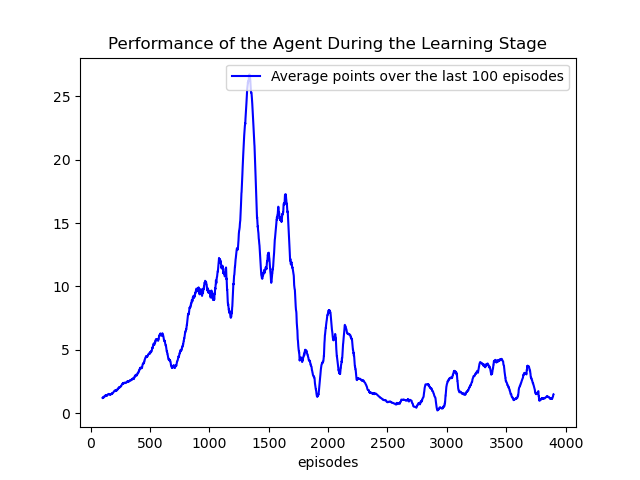 Performance of the Agent During the Learning Stage
Average points over the last 100 episodes
25
20
15
10
5
0
0 500 1000 1500 2000 2500 3000 3500 4000
episodes